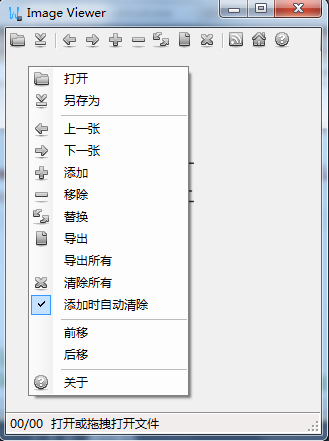 Image Viewer
打开
另存为
上一张
下一张
添加
移除
替换
导出
导出所有
清除所有
添加时自动清除
前移
后移
关于
00/00 打开或拖拽打开文件